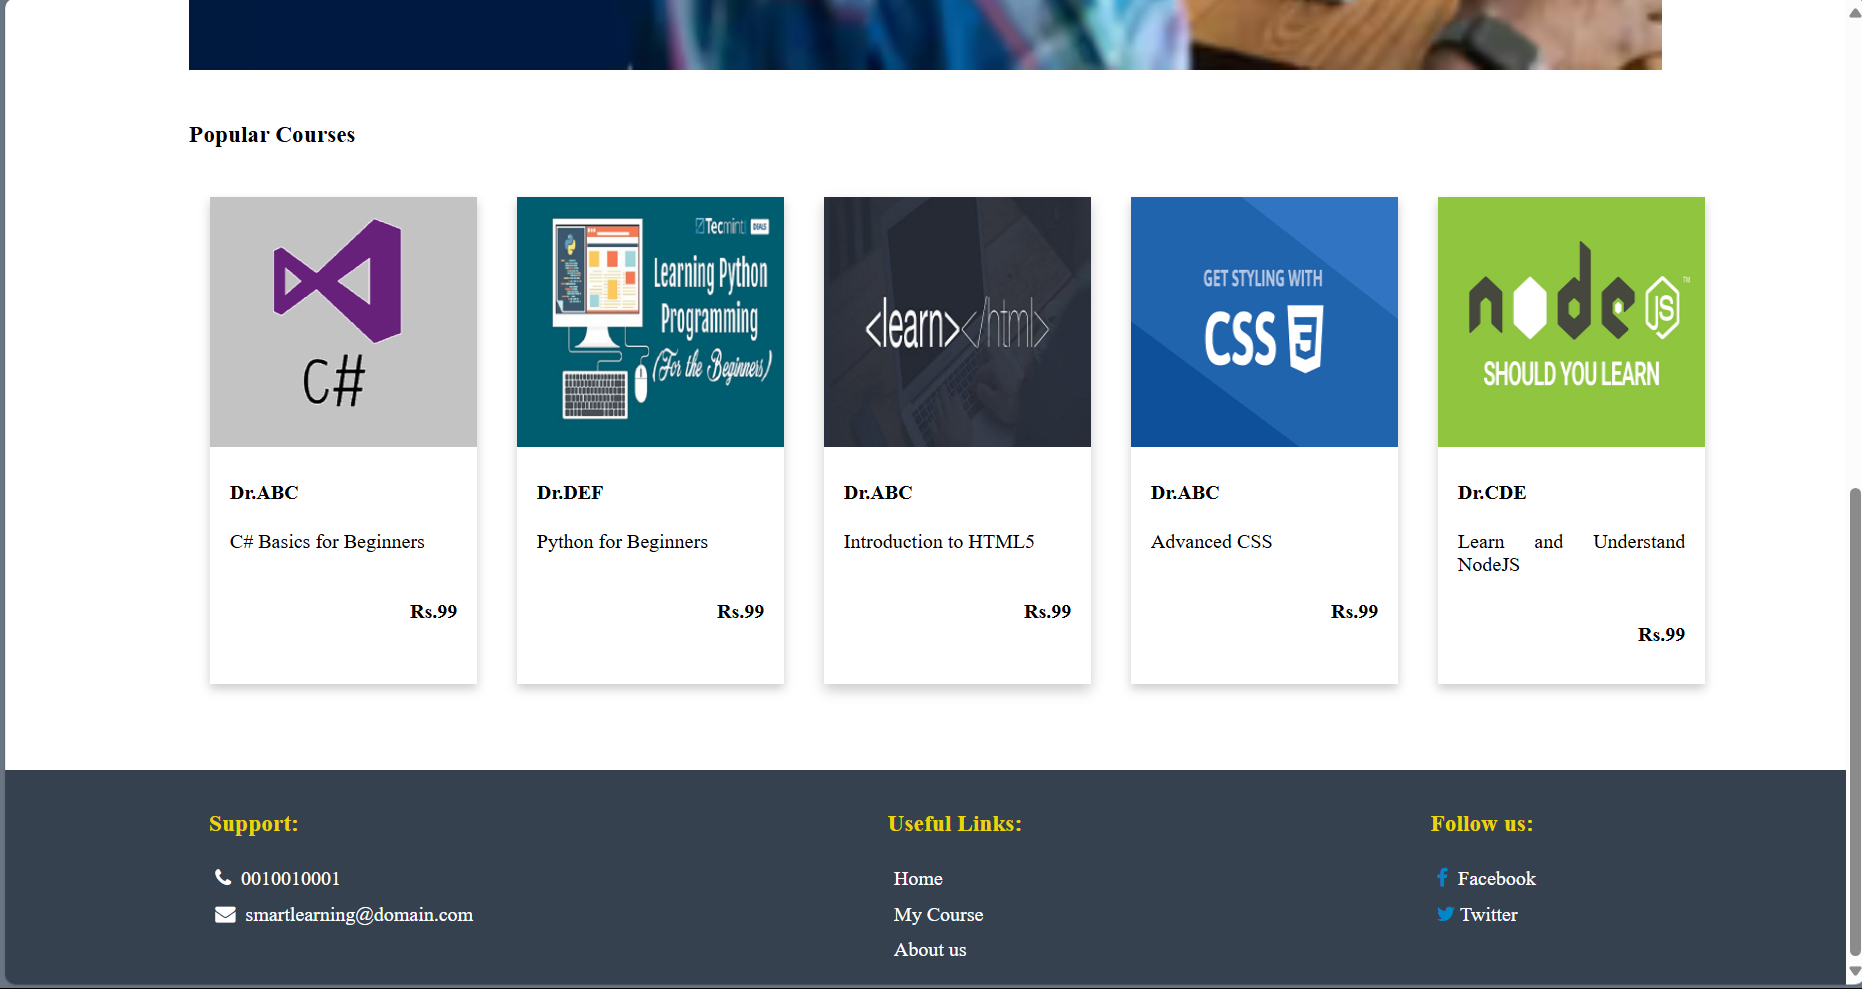 Popular Courses
C#
Tecmint DEALS
Learning Python
Programming
(For the Beginners)
<learn></html>
GET STYLING WITH
CSS 3
node JS ™
SHOULD YOU LEARN
Dr.ABC
C# Basics for Beginners
Rs.99
Dr.DEF
Python for Beginners
Rs.99
Dr.ABC
Introduction to HTML5
Rs.99
Dr.ABC
Advanced CSS
Rs.99
Dr.CDE
Learn and Understand
NodeJS
Rs.99
Support:
0010010001
smartlearning@domain.com
Useful Links:
Home
My Course
About us
Follow us:
Facebook
Twitter